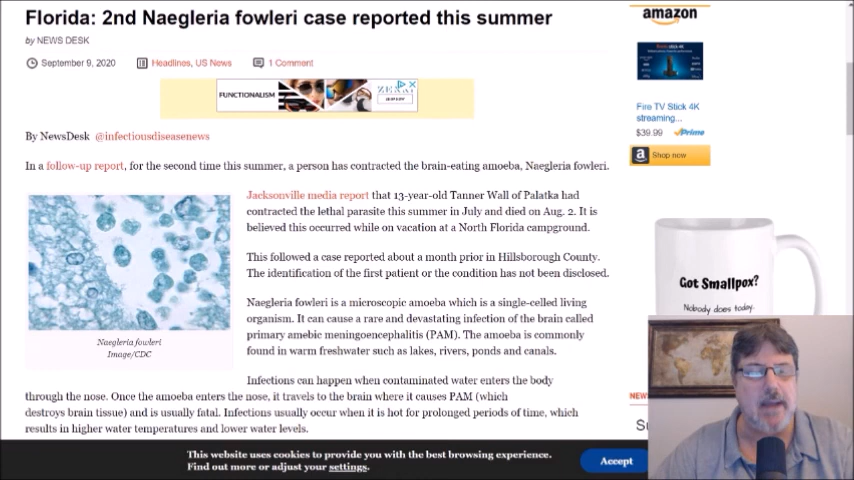 Florida: 2nd Naegleria fowleri case reported this summer
by NEWS DESK
September 9, 2020 Headlines, US News 1 Comment
FUNCTIONALISM
By NewsDesk @infectiousdiseasenews
In a follow-up report, for the second time this summer, a person has contracted the brain-eating amoeba, Naegleria fowleri.
Jacksonville media report that 13-year-old Tanner Wall of Palatka had
contracted the lethal parasite this summer in July and died on Aug. 2. It is
believed this occurred while on vacation at a North Florida campground.
This followed a case reported about a month prior in Hillsborough County.
The identification of the first patient or the condition has not been disclosed.
Naegleria fowleri is a microscopic amoeba which is a single-celled living
organism. It can cause a rare and devastating infection of the brain called
primary amebic meningoencephalitis (PAM). The amoeba is commonly
found in warm freshwater such as lakes, rivers, ponds and canals.
Naegleria fowleri
Image/CDC
Infections can happen when contaminated water enters the body
through the nose. Once the amoeba enters the nose, it travels to the brain where it causes PAM (which
destroys brain tissue) and is usually fatal. Infections usually occur when it is hot for prolonged periods of time, which
results in higher water temperatures and lower water levels.
This website uses cookies to provide you with the best browsing experience.
Find out more or adjust your settings.
Accept
amazon
Fire TV Stick 4K
streaming...
$39.99 Prime
a Shop now
Got Smallpox?
Nobody does today.